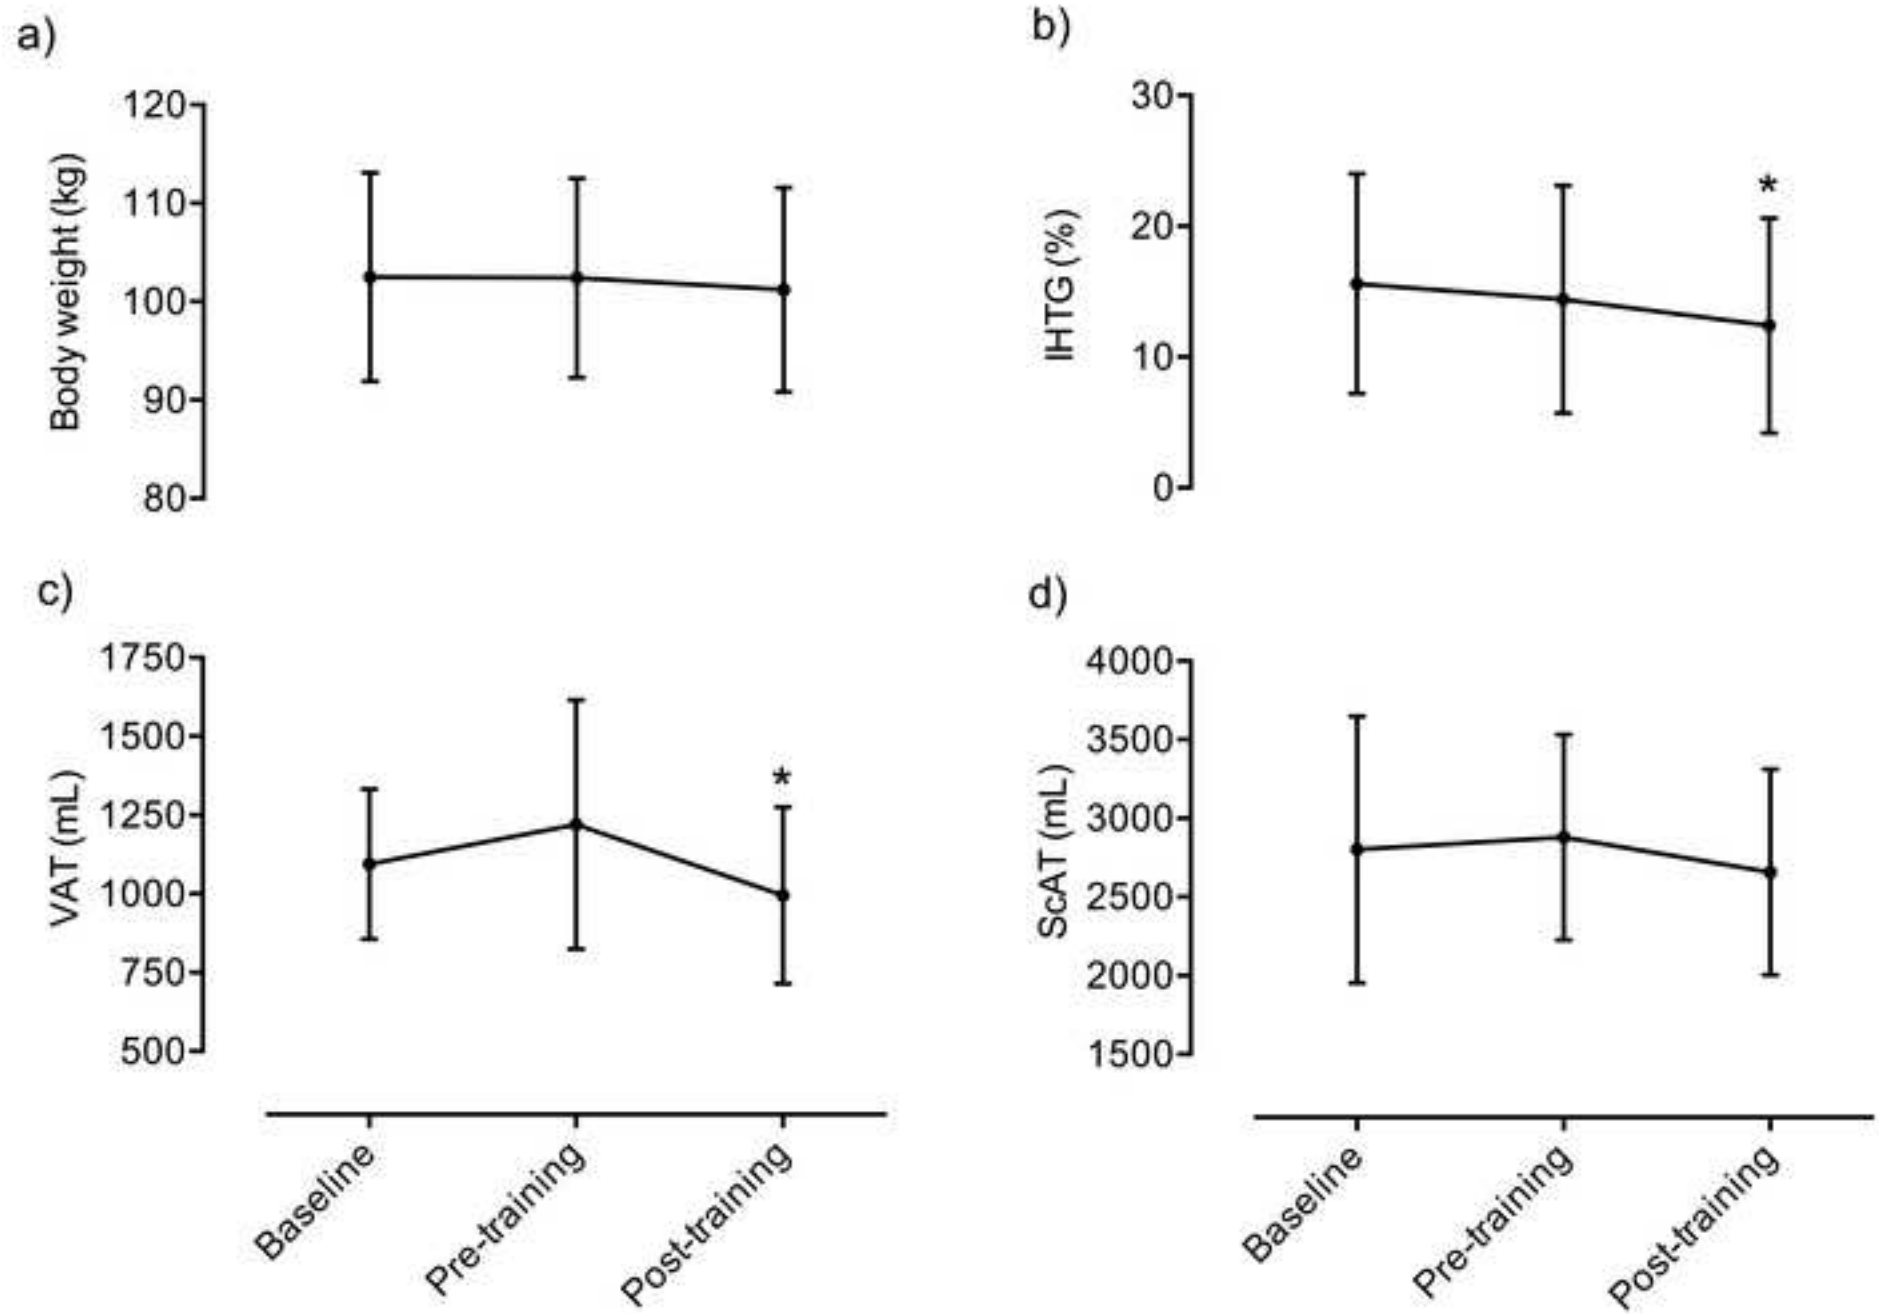 a)
Body weight (kg)
120
110
100
90
80
b)
IHTG (%)
30
20
10
0
*
c)
VAT (mL)
1750
1500
1250
1000
750
500
*
Baseline
Pre-training
Post-training
d)
ScAT (mL)
4000
3500
3000
2500
2000
1500
Baseline
Pre-training
Post-training